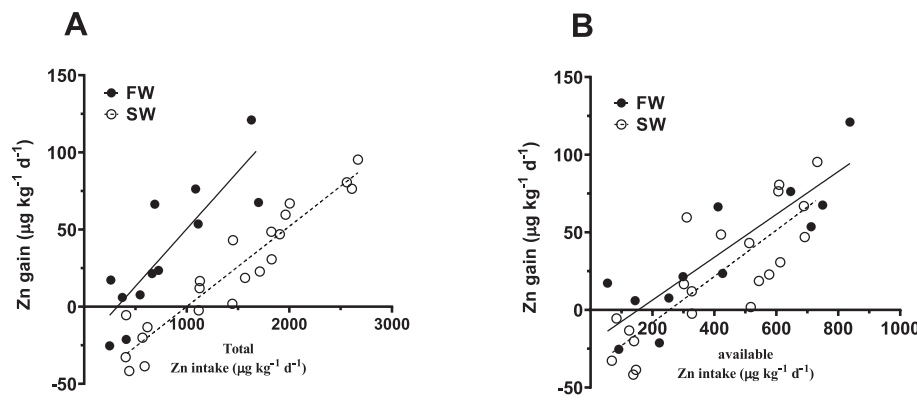 A
150
100
50
0
-50
Zn gain (µg kg⁻¹ d⁻¹)
FW
SW
1000
2000
3000
Total
Zn intake (µg kg⁻¹ d⁻¹)
B
150
100
50
0
-50
Zn gain (µg kg⁻¹ d⁻¹)
FW
SW
200
400
600
800
1000
available
Zn intake (µg kg⁻¹ d⁻¹)